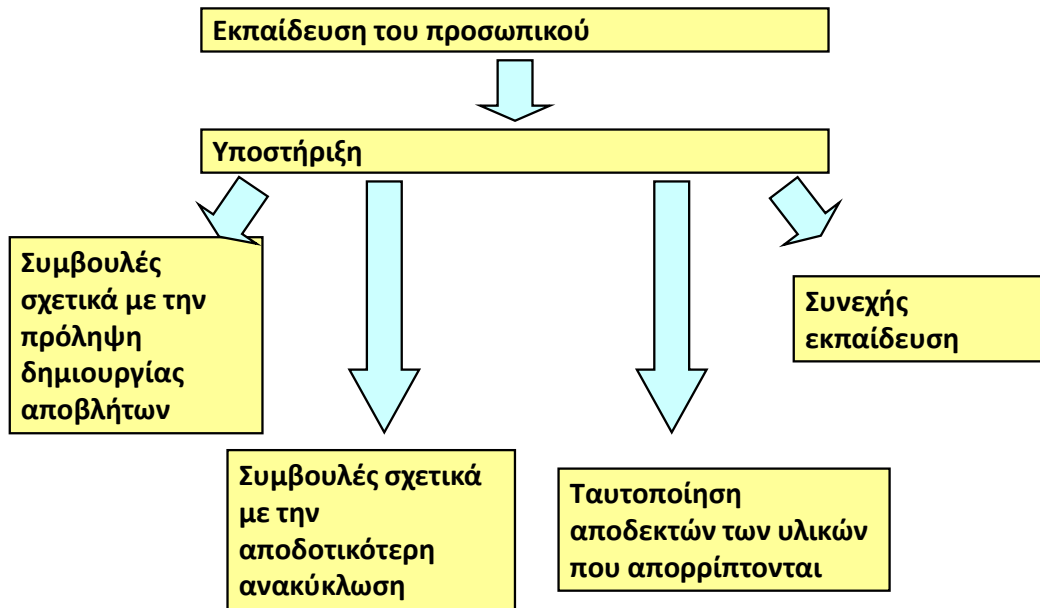 Εκπαίδευση του προσωπικού
Υποστήριξη
Συμβουλές
σχετικά με την
πρόληψη
δημιουργίας
αποβλήτων
Συμβουλές σχετικά
με την
αποδοτικότερη
ανακύκλωση
Ταυτοποίηση
αποδεκτών των υλικών
που απορρίπτονται
Συνεχής
εκπαίδευση